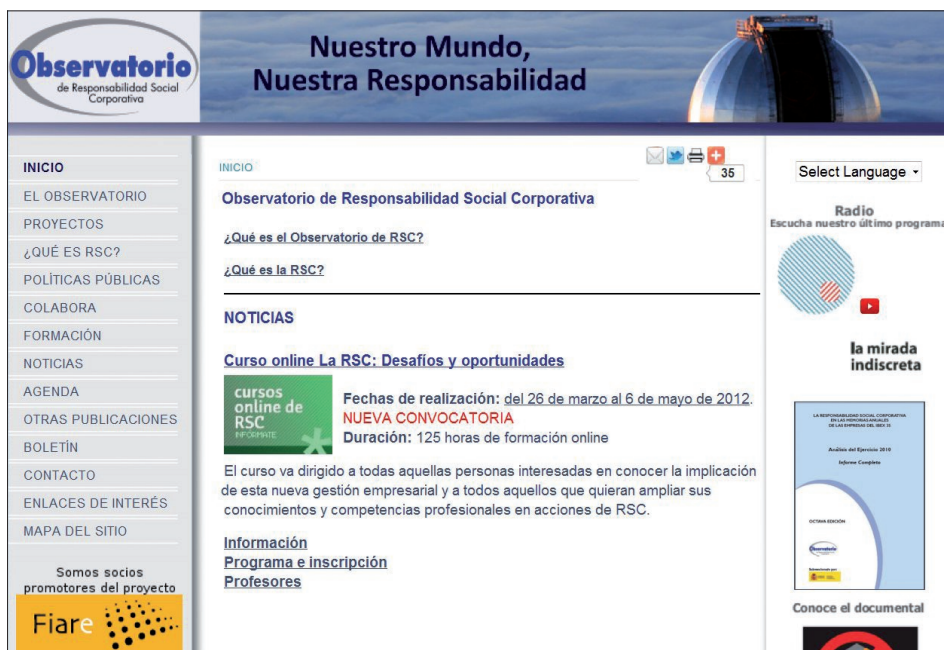 Observatorio
de Responsabilidad Social
Corporativa
Nuestro Mundo,
Nuestra Responsabilidad
INICIO
EL OBSERVATORIO
PROYECTOS
¿QUÉ ES RSC?
POLÍTICAS PÚBLICAS
COLABORA
FORMACIÓN
NOTICIAS
AGENDA
OTRAS PUBLICACIONES
BOLETÍN
CONTACTO
ENLACES DE INTERÉS
MAPA DEL SITIO
Somos socios
promotores del proyecto
Fiare
INICIO
35
Observatorio de Responsabilidad Social Corporativa
¿Qué es el Observatorio de RSC?
¿Qué es la RSC?
NOTICIAS
Curso online La RSC: Desafíos y oportunidades
cursos
online de
RSC
INFÓRMATE
Fechas de realización: del 26 de marzo al 6 de mayo de 2012.
NUEVA CONVOCATORIA
Duración: 125 horas de formación online
El curso va dirigido a todas aquellas personas interesadas en conocer la implicación
de esta nueva gestión empresarial y a todos aquellos que quieran ampliar sus
conocimientos y competencias profesionales en acciones de RSC.
Información
Programa e inscripción
Profesores
Select Language
Radio
Escucha nuestro último programa
la mirada
indiscreta
LA RESPONSABILIDAD SOCIAL CORPORATIVA
EN LAS MEMORIAS ANUALES
DE LAS EMPRESAS DEL IBEX 35
Análisis del Ejercicio 2010
Informe Completo
OCTAVA EDICIÓN
Observatorio
Conoce el documental